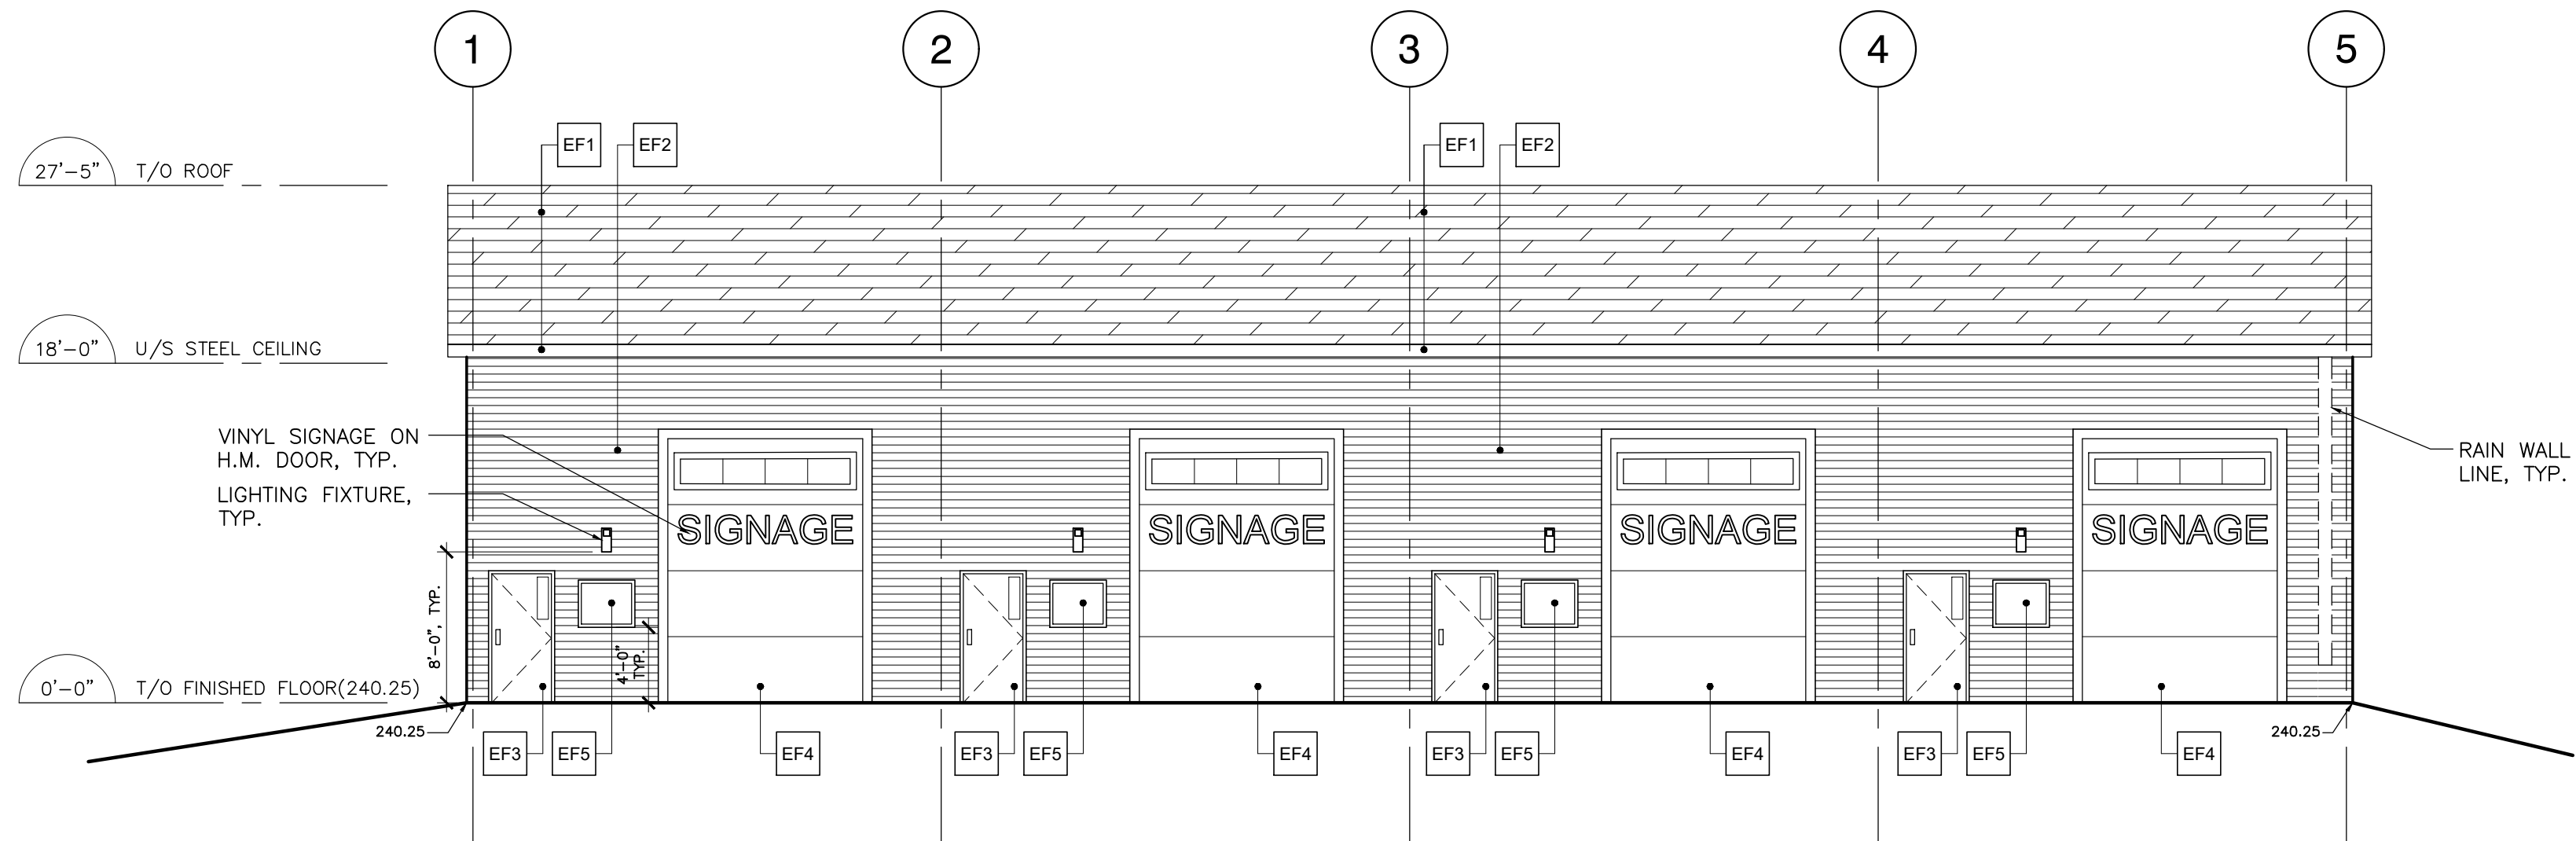 1
2
3
4
5
EF1
EF2
EF1
EF2
27'-5" T/O ROOF
18'-0" U/S STEEL CEILING
VINYL SIGNAGE ON
H.M. DOOR, TYP.
LIGHTING FIXTURE,
TYP.
RAIN WALL
LINE, TYP.
SIGNAGE
SIGNAGE
SIGNAGE
SIGNAGE
8'-0", TYP.
4'-0"
TYP.
0'-0" T/O FINISHED FLOOR(240.25)
240.25
240.25
EF3
EF5
EF4
EF3
EF5
EF4
EF3
EF5
EF4
EF3
EF5
EF4